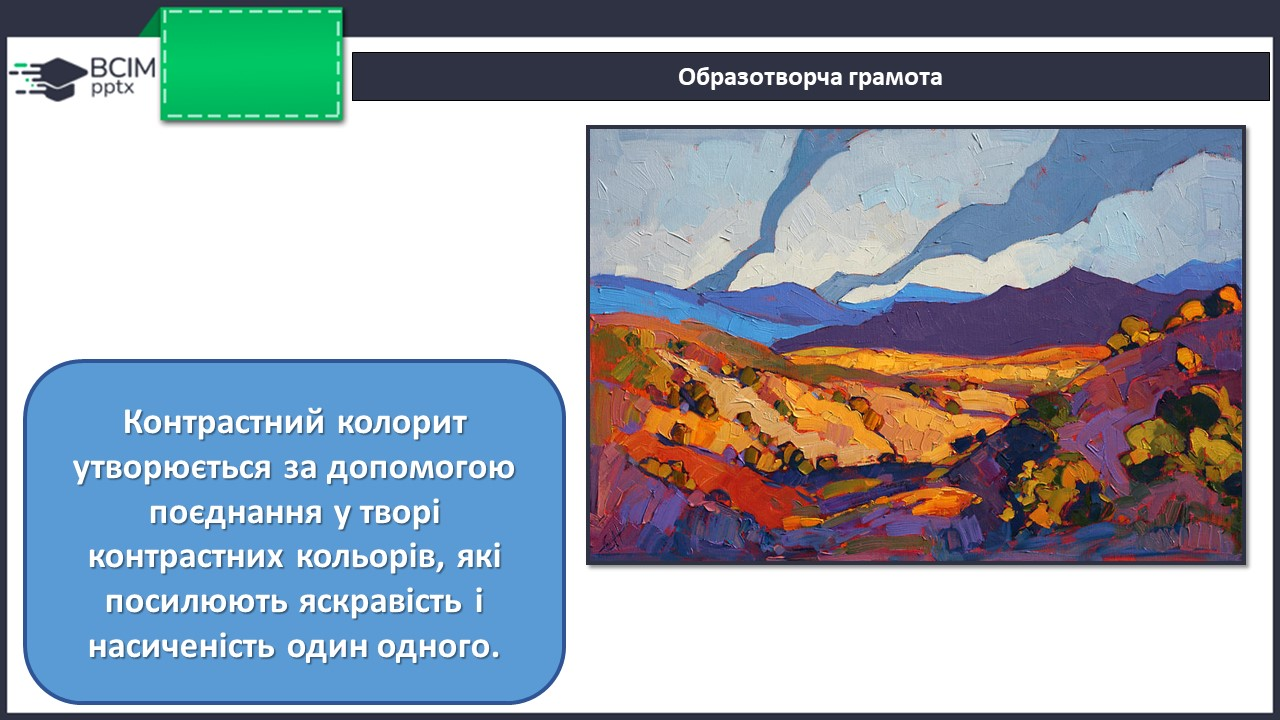 ВСІМ
pptx
Образотворча грамота
Контрастний колорит
утворюється за допомогою
поєднання у творі
контрастних кольорів, які
посилюють яскравість і
насиченість один одного.